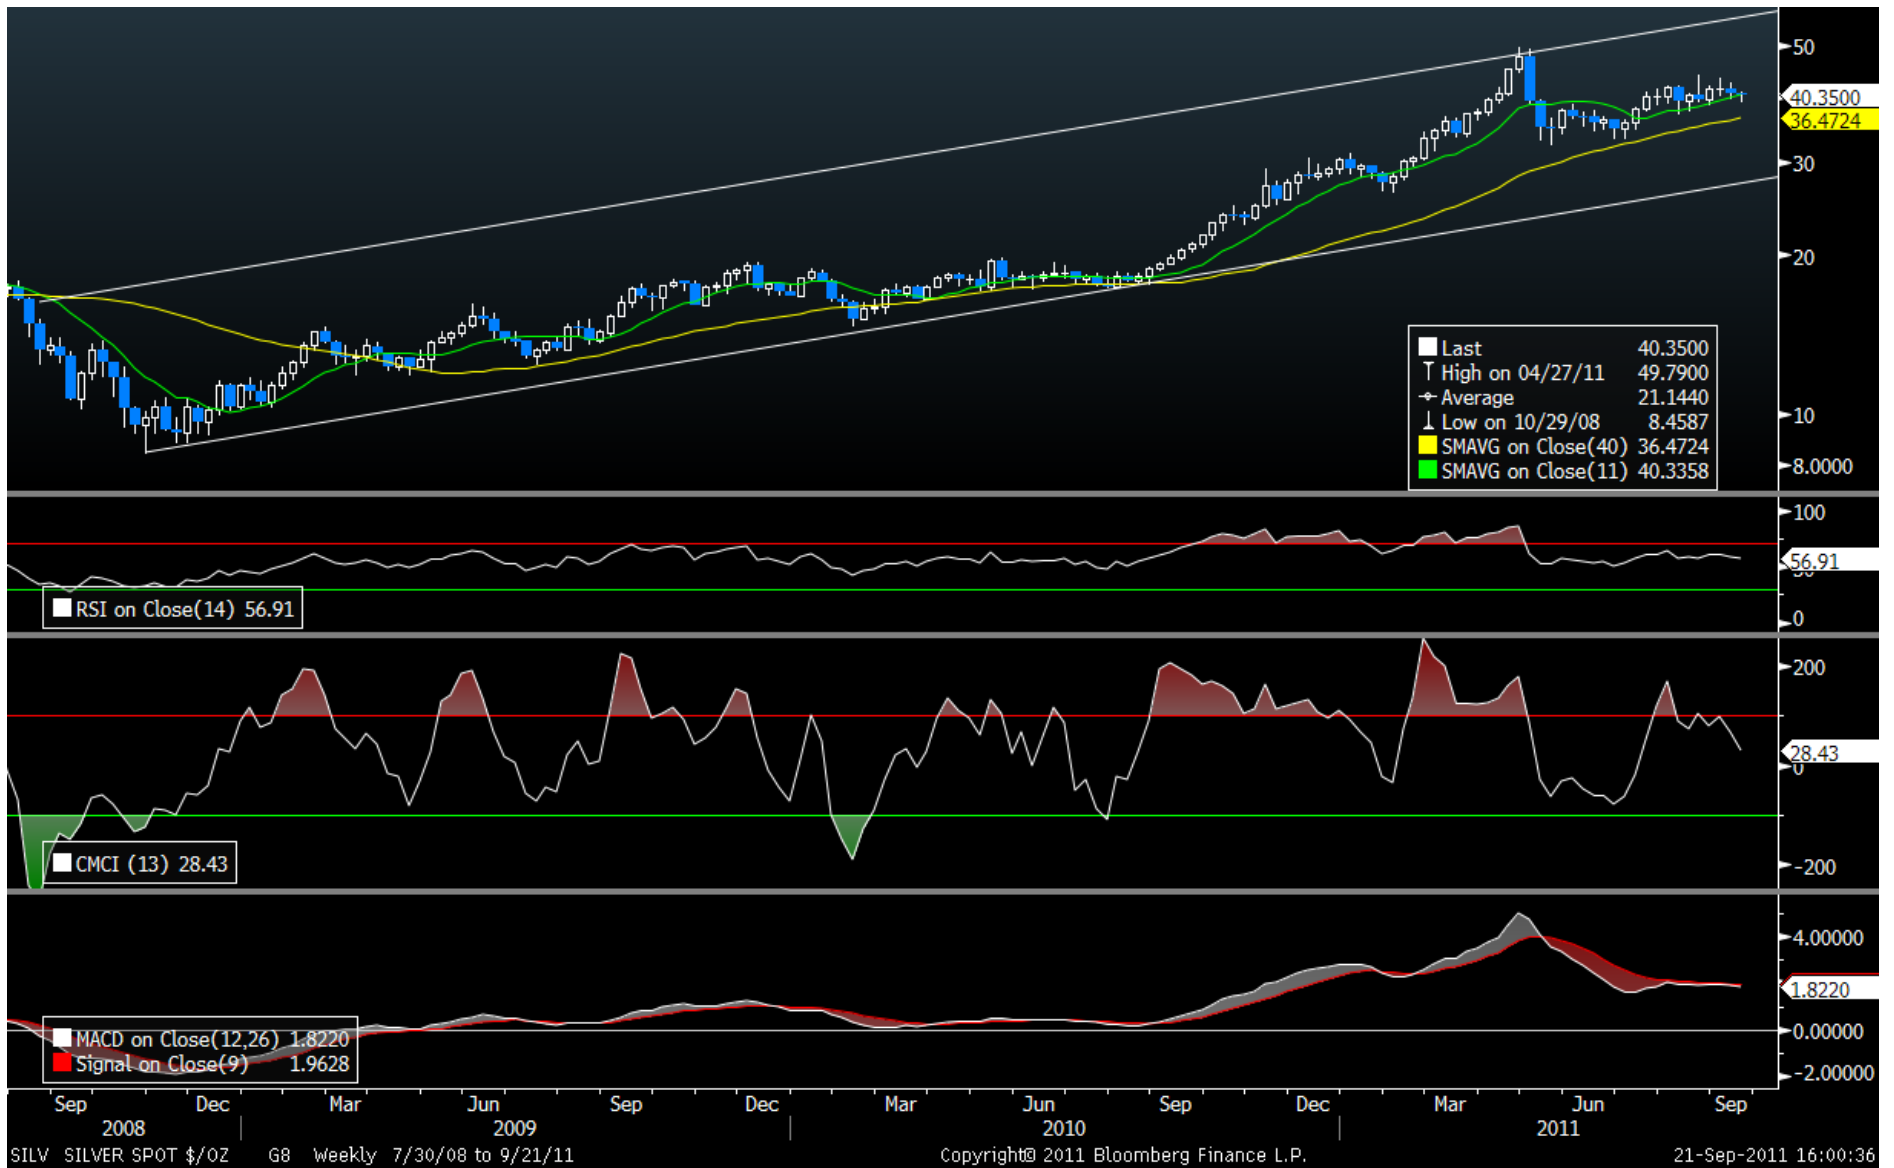 50
40.3500
36.4724
30
20
10
8.0000
Last 40.3500
High on 04/27/11 49.7900
Average 21.1440
Low on 10/29/08 8.4587
SMAVG on Close(40) 36.4724
SMAVG on Close(11) 40.3358
100
56.91
50
0
RSI on Close(14) 56.91
200
28.43
0
-200
CMCI (13) 28.43
4.00000
1.8220
0.00000
-2.00000
MACD on Close(12,26) 1.8220
Signal on Close(9) 1.9628
Sep Dec Mar Jun Sep Dec Mar Jun Sep Dec Mar Jun Sep
2008 2009 2010 2011
SILV SILVER SPOT $/OZ G8 Weekly 7/30/08 to 9/21/11 Copyright© 2011 Bloomberg Finance L.P. 21-Sep-2011 16:00:36